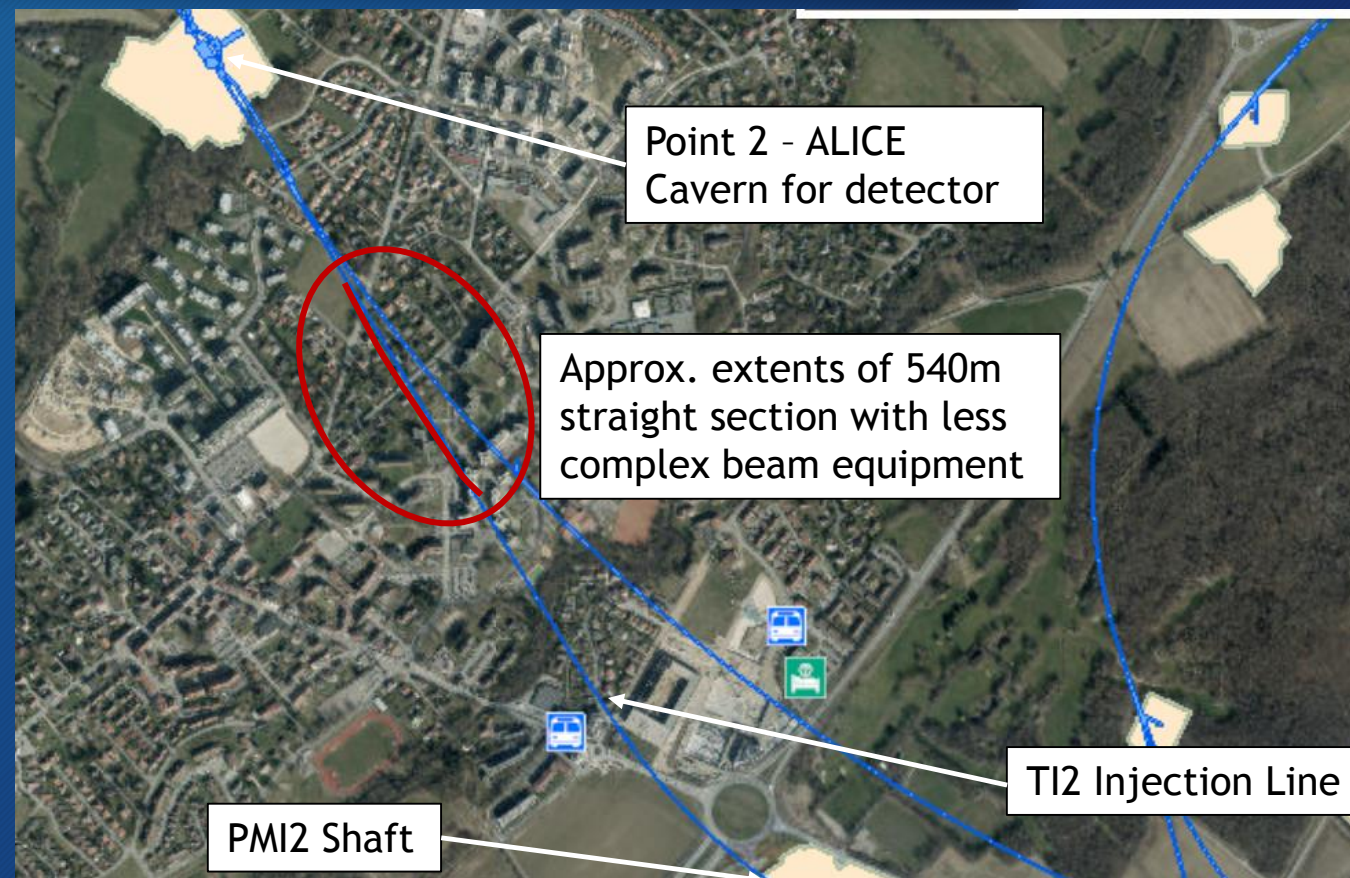 Point 2 – ALICE
Cavern for detector
Approx. extents of 540m
straight section with less
complex beam equipment
TI2 Injection Line
PMI2 Shaft